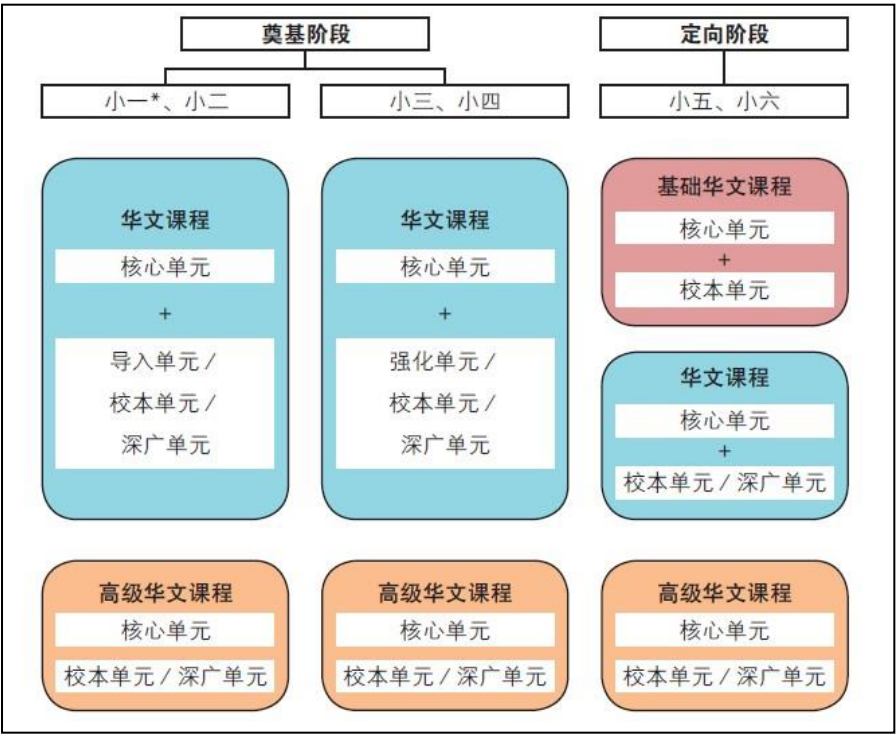 奠基阶段
定向阶段
小一*、小二
小三、小四
小五、小六
华文课程
核心单元
+
导入单元 /
校本单元 /
深广单元
华文课程
核心单元
+
强化单元 /
校本单元 /
深广单元
基础华文课程
核心单元
+
校本单元
华文课程
核心单元
+
校本单元 / 深广单元
高级华文课程
核心单元
校本单元 / 深广单元
高级华文课程
核心单元
校本单元 / 深广单元
高级华文课程
核心单元
校本单元 / 深广单元